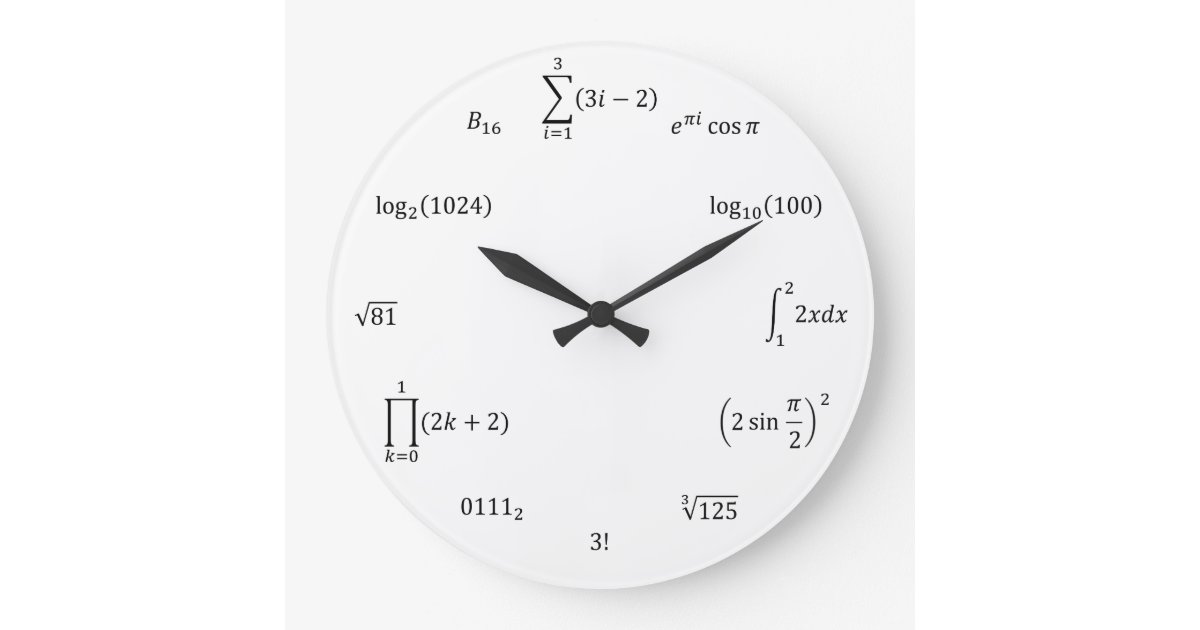 ∑_{i=1}^{3}(3i − 2)
e^{πi} cos π
log₁₀(100)
∫₁² 2xdx
(2 sin π/2)²
∛125
3!
0111₂
∏_{k=0}^{1}(2k + 2)
√81
log₂(1024)
B₁₆